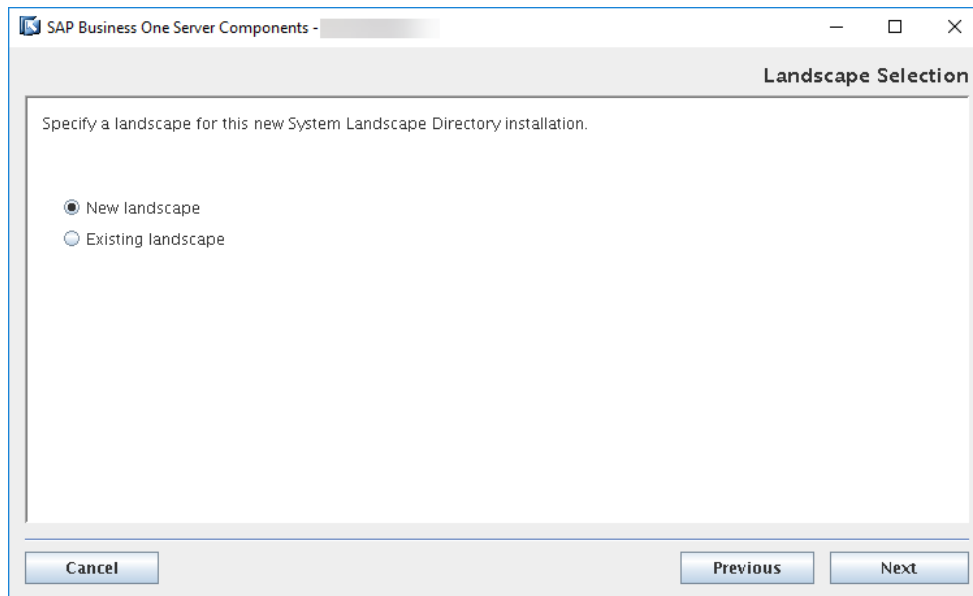 SAP Business One Server Components -
Landscape Selection
Specify a landscape for this new System Landscape Directory installation.
New landscape
Existing landscape
Cancel
Previous
Next